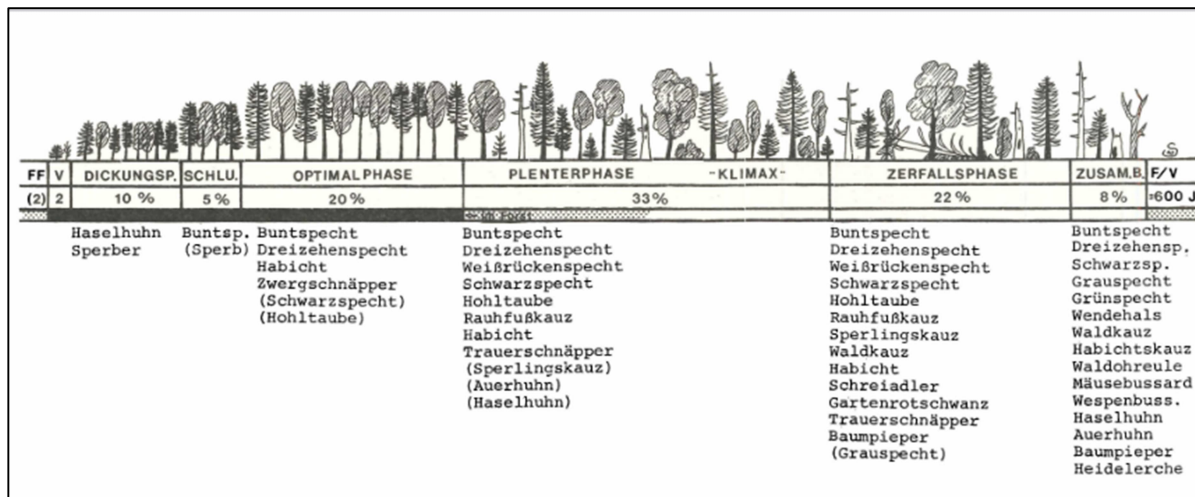 FF V DICKUNGSP. SCHLU. OPTIMALPHASE PLENTERPHASE -KLIMAX- ZERFALLSPHASE ZUSAM.B. F/V
(2) 2 10 % 5 % 20 % 33 % 22 % 8 % 600 J
im Forst
Haselhuhn
Sperber
Buntsp.
(Sperb)
Buntspecht
Dreizehenspecht
Habicht
Zwergschnäpper
(Schwarzspecht)
(Hohltaube)
Buntspecht
Dreizehenspecht
Weißrückenspecht
Schwarzspecht
Hohltaube
Rauhfußkauz
Habicht
Trauerschnäpper
(Sperlingskauz)
(Auerhuhn)
(Haselhuhn)
Buntspecht
Dreizehenspecht
Weißrückenspecht
Schwarzspecht
Hohltaube
Rauhfußkauz
Sperlingskauz
Waldkauz
Habicht
Schreiadler
Gartenrotschwanz
Trauerschnäpper
Baumpieper
(Grauspecht)
Buntspecht
Dreizehensp.
Schwarzsp.
Grauspecht
Grünspecht
Wendehals
Waldkauz
Habichtskauz
Waldohreule
Mäusebussard
Wespenbuss.
Haselhuhn
Auerhuhn
Baumpieper
Heidelerche